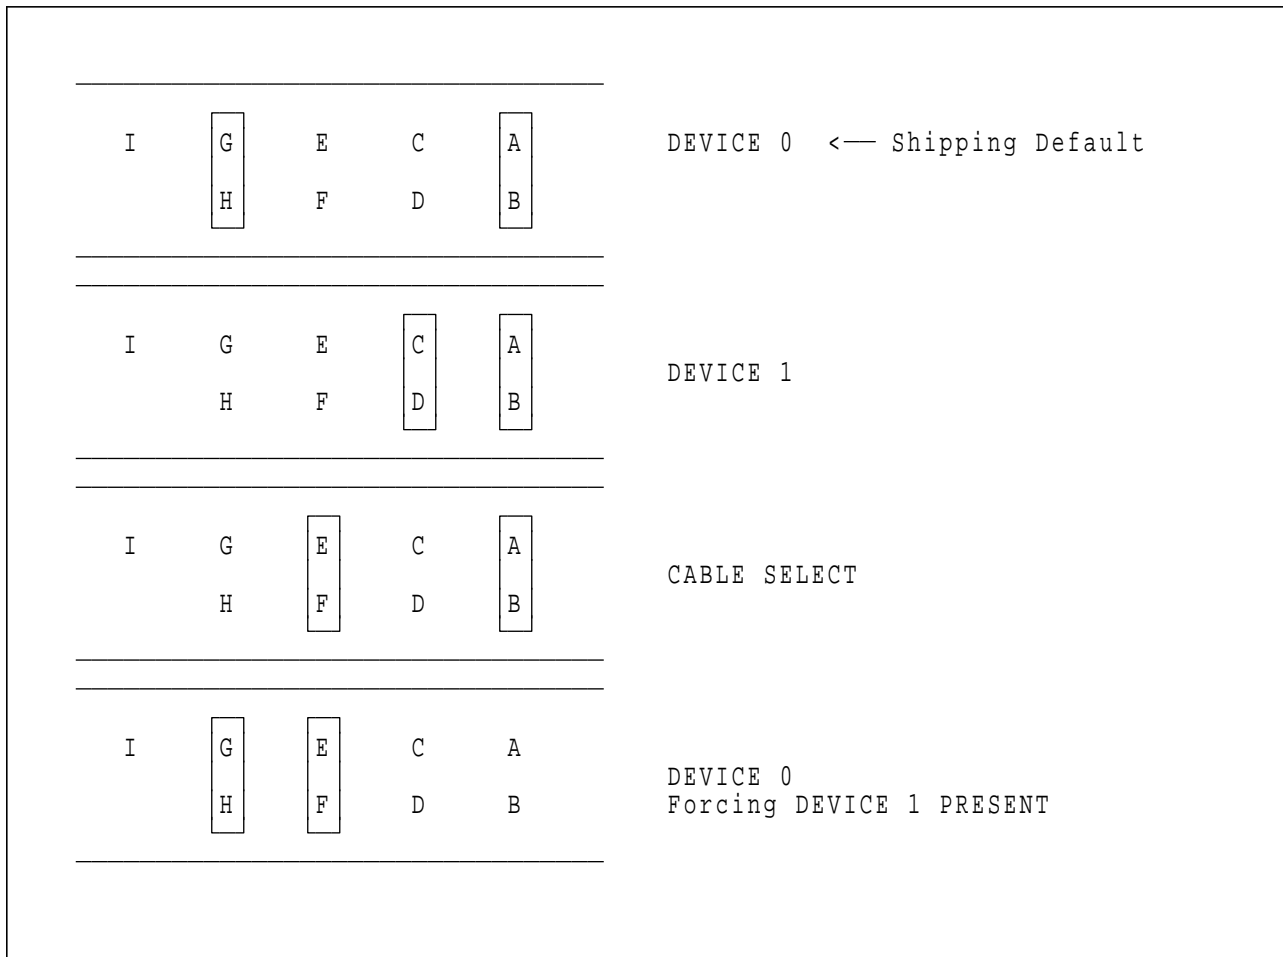 I G E C A DEVICE 0 <── Shipping Default
H F D B
I G E C A
DEVICE 1
H F D B
I G E C A
CABLE SELECT
H F D B
I G E C A
DEVICE 0
H F D B Forcing DEVICE 1 PRESENT